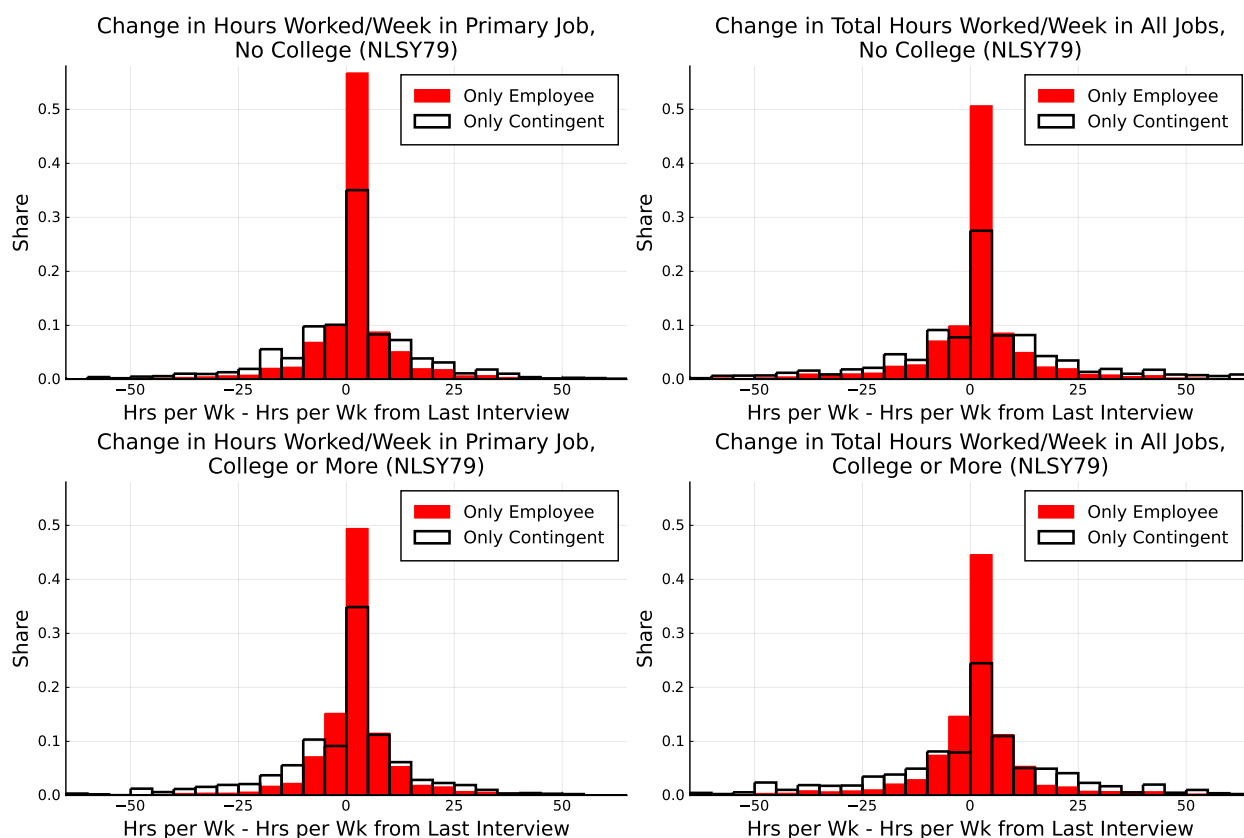 Change in Hours Worked/Week in Primary Job,
No College (NLSY79)
Only Employee
Only Contingent
Share
0.5
0.4
0.3
0.2
0.1
0.0
−50
−25
0
25
50
Hrs per Wk - Hrs per Wk from Last Interview
Change in Total Hours Worked/Week in All Jobs,
No College (NLSY79)
Only Employee
Only Contingent
Share
0.5
0.4
0.3
0.2
0.1
0.0
−50
−25
0
25
50
Hrs per Wk - Hrs per Wk from Last Interview
Change in Hours Worked/Week in Primary Job,
College or More (NLSY79)
Only Employee
Only Contingent
Share
0.5
0.4
0.3
0.2
0.1
0.0
−50
−25
0
25
50
Hrs per Wk - Hrs per Wk from Last Interview
Change in Total Hours Worked/Week in All Jobs,
College or More (NLSY79)
Only Employee
Only Contingent
Share
0.5
0.4
0.3
0.2
0.1
0.0
−50
−25
0
25
50
Hrs per Wk - Hrs per Wk from Last Interview